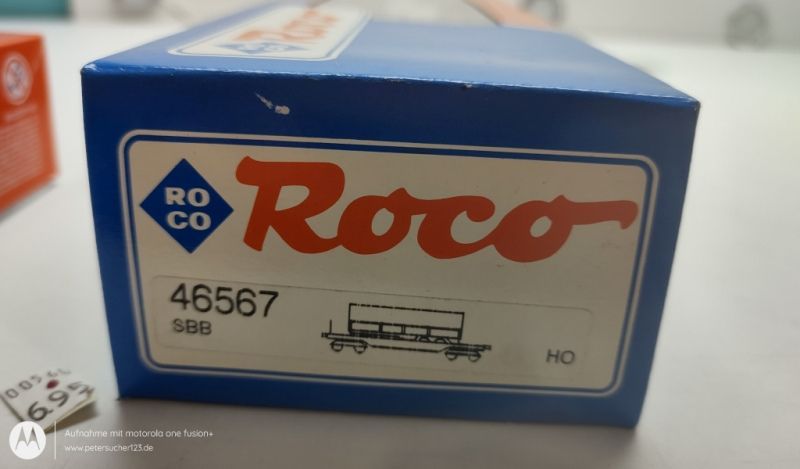 RO
CO
Roco
46567
SBB
HO
695
Aufnahme mit motorola one fusion+
www.petersucher123.de